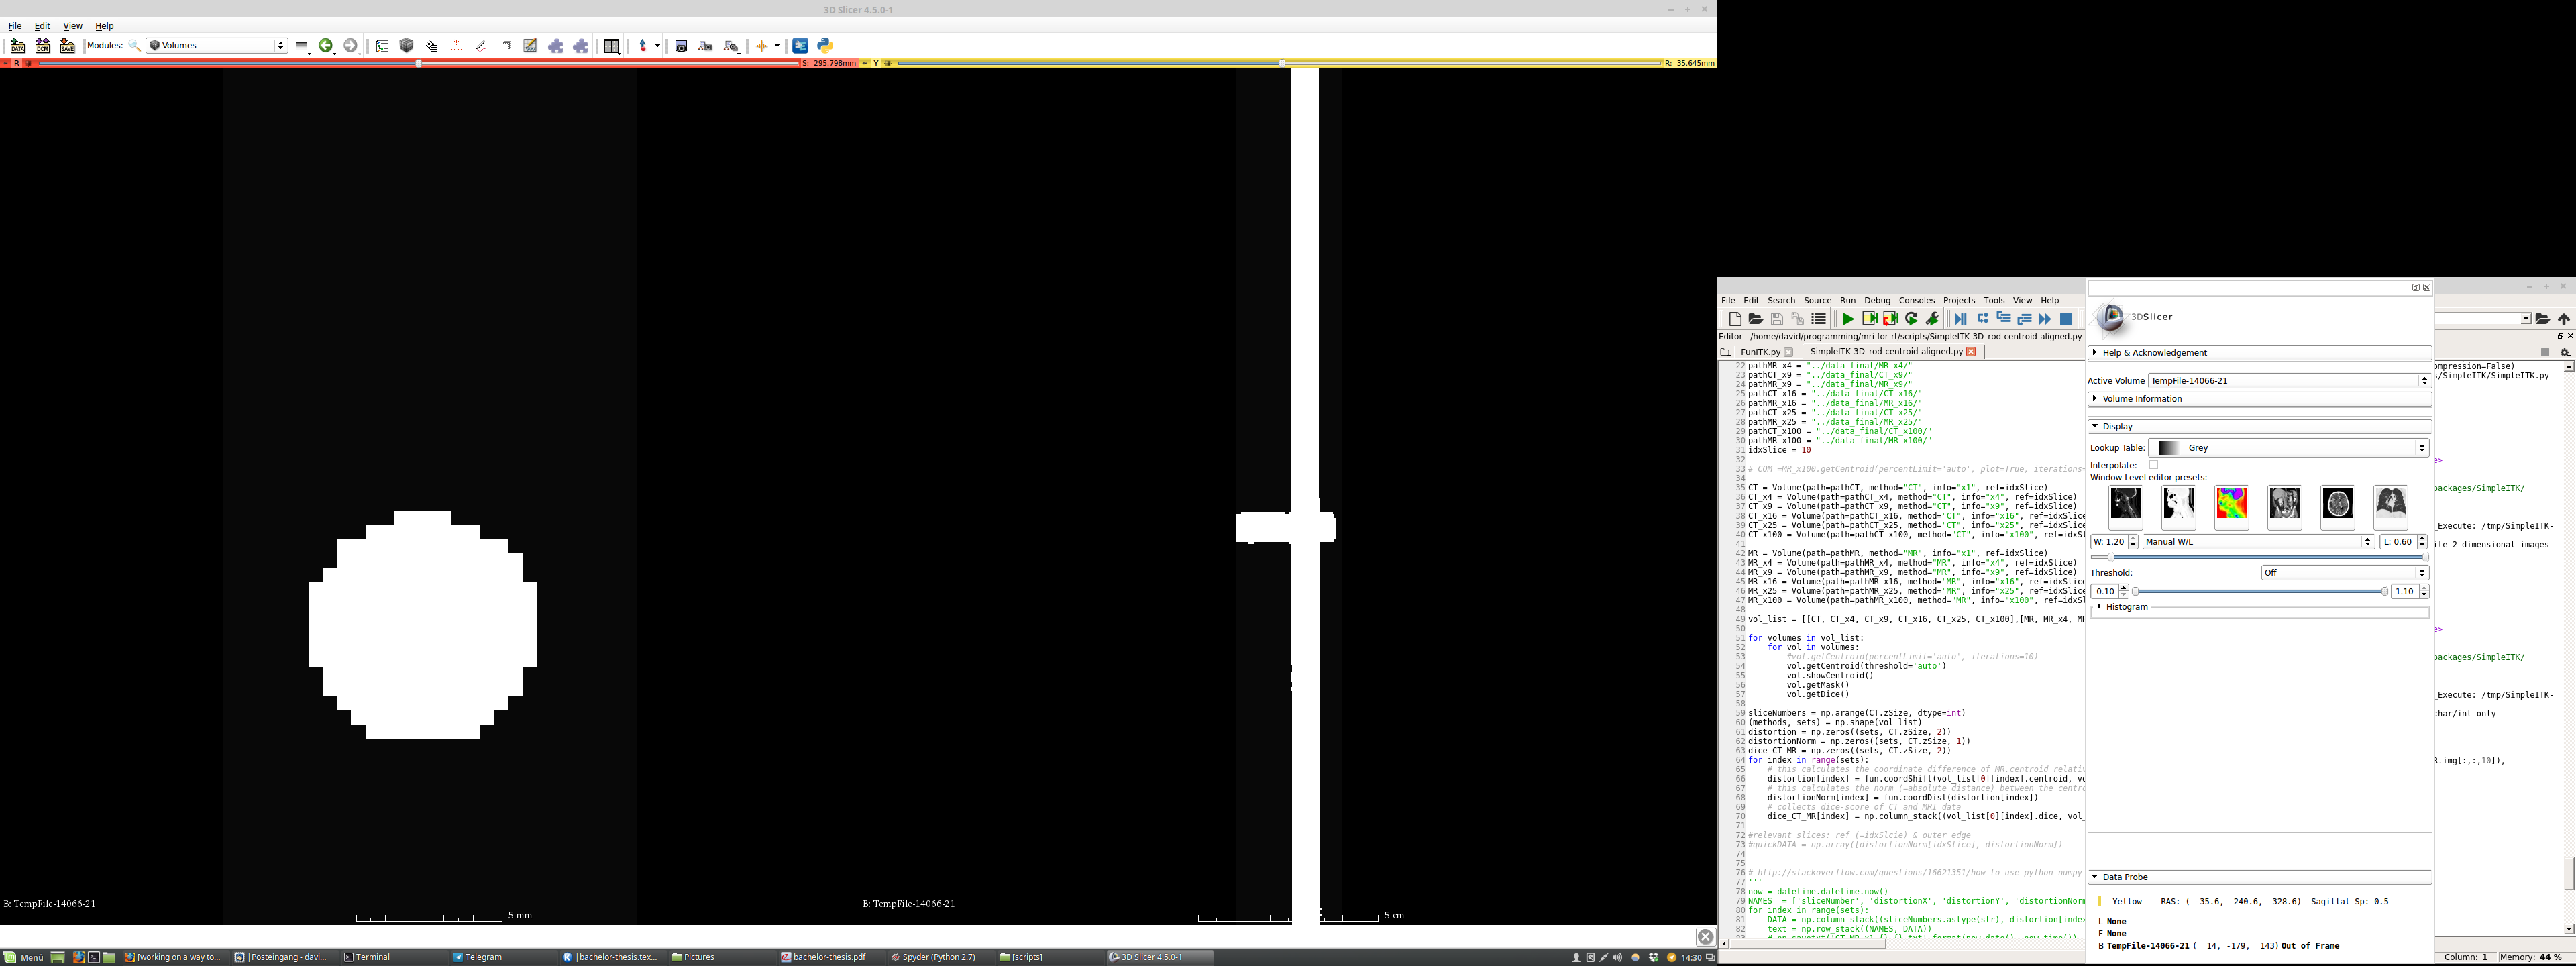 3D Slicer 4.5.0-1
File Edit View Help
DATA DCM SAVE Modules: Volumes
R S: -295.798mm
Y R: -35.645mm
B: TempFile-14066-21
5 mm
B: TempFile-14066-21
5 cm
File Edit Search Source Run Debug Consoles Projects Tools View Help
Editor - /home/david/programming/mri-for-rt/scripts/SimpleITK-3D_rod-centroid-aligned.py
FunITK.py SimpleITK-3D_rod-centroid-aligned.py
22 pathMR_x4 = "../data_final/MR_x4/"
23 pathCT_x9 = "../data_final/CT_x9/"
24 pathMR_x9 = "../data_final/MR_x9/"
25 pathCT_x16 = "../data_final/CT_x16/"
26 pathMR_x16 = "../data_final/MR_x16/"
27 pathCT_x25 = "../data_final/CT_x25/"
28 pathMR_x25 = "../data_final/MR_x25/"
29 pathCT_x100 = "../data_final/CT_x100/"
30 pathMR_x100 = "../data_final/MR_x100/"
31 idxSlice = 10
32
33 # COM =MR_x100.getCentroid(percentLimit='auto', plot=True, iterations=
34
35 CT = Volume(path=pathCT, method="CT", info="x1", ref=idxSlice)
36 CT_x4 = Volume(path=pathCT_x4, method="CT", info="x4", ref=idxSlice)
37 CT_x9 = Volume(path=pathCT_x9, method="CT", info="x9", ref=idxSlice)
38 CT_x16 = Volume(path=pathCT_x16, method="CT", info="x16", ref=idxSlice)
39 CT_x25 = Volume(path=pathCT_x25, method="CT", info="x25", ref=idxSlice)
40 CT_x100 = Volume(path=pathCT_x100, method="CT", info="x100", ref=idxSl
41
42 MR = Volume(path=pathMR, method="MR", info="x1", ref=idxSlice)
43 MR_x4 = Volume(path=pathMR_x4, method="MR", info="x4", ref=idxSlice)
44 MR_x9 = Volume(path=pathMR_x9, method="MR", info="x9", ref=idxSlice)
45 MR_x16 = Volume(path=pathMR_x16, method="MR", info="x16", ref=idxSlice)
46 MR_x25 = Volume(path=pathMR_x25, method="MR", info="x25", ref=idxSlice)
47 MR_x100 = Volume(path=pathMR_x100, method="MR", info="x100", ref=idxSl
48
49 vol_list = [[CT, CT_x4, CT_x9, CT_x16, CT_x25, CT_x100],[MR, MR_x4, MR
50
51 for volumes in vol_list:
52 for vol in volumes:
53 #vol.getCentroid(percentLimit='auto', iterations=10)
54 vol.getCentroid(threshold='auto')
55 vol.showCentroid()
56 vol.getMask()
57 vol.getDice()
58
59 sliceNumbers = np.arange(CT.zSize, dtype=int)
60 (methods, sets) = np.shape(vol_list)
61 distortion = np.zeros((sets, CT.zSize, 2))
62 distortionNorm = np.zeros((sets, CT.zSize, 1))
63 dice_CT_MR = np.zeros((sets, CT.zSize, 2))
64 for index in range(sets):
65 # this calculates the coordinate difference of MR.centroid relativ
66 distortion[index] = fun.coordShift(vol_list[0][index].centroid, vo
67 # this calculates the norm (=absolute distance) between the centro
68 distortionNorm[index] = fun.coordDist(distortion[index])
69 # collects dice-score of CT and MRI data
70 dice_CT_MR[index] = np.column_stack((vol_list[0][index].dice, vol_
71
72 #relevant slices: ref (=idxSlcie) & outer edge
73 #quickDATA = np.array([distortionNorm[idxSlice], distortionNorm])
74
75
76 # http://stackoverflow.com/questions/16621351/how-to-use-python-numpy-
77 '''
78 now = datetime.datetime.now()
79 NAMES = ['sliceNumber', 'distortionX', 'distortionY', 'distortionNorm
80 for index in range(sets):
81 DATA = np.column_stack((sliceNumbers.astype(str), distortion[index
82 text = np.row_stack((NAMES, DATA))
3DSlicer
Help & Acknowledgement
Active Volume TempFile-14066-21
Volume Information
Display
Lookup Table: Grey
Interpolate:
Window Level editor presets:
W: 1.20 Manual W/L L: 0.60
Threshold: Off
-0.10 1.10
Histogram
Data Probe
Yellow RAS: ( -35.6, 240.6, -328.6) Sagittal Sp: 0.5
L None
F None
B TempFile-14066-21 ( 14, -179, 143) Out of Frame
ompression=False)
s/SimpleITK/SimpleITK.py
e>
packages/SimpleITK/
_Execute: /tmp/SimpleITK-
ite 2-dimensional images
e>
packages/SimpleITK/
_Execute: /tmp/SimpleITK-
char/int only
R.img[:,:,10]),
Column: 1 Memory: 44 %
Menü [working on a way to... |Posteingang - davi... Terminal Telegram |bachelor-thesis.tex... Pictures bachelor-thesis.pdf Spyder (Python 2.7) [scripts] 3D Slicer 4.5.0-1 14:30